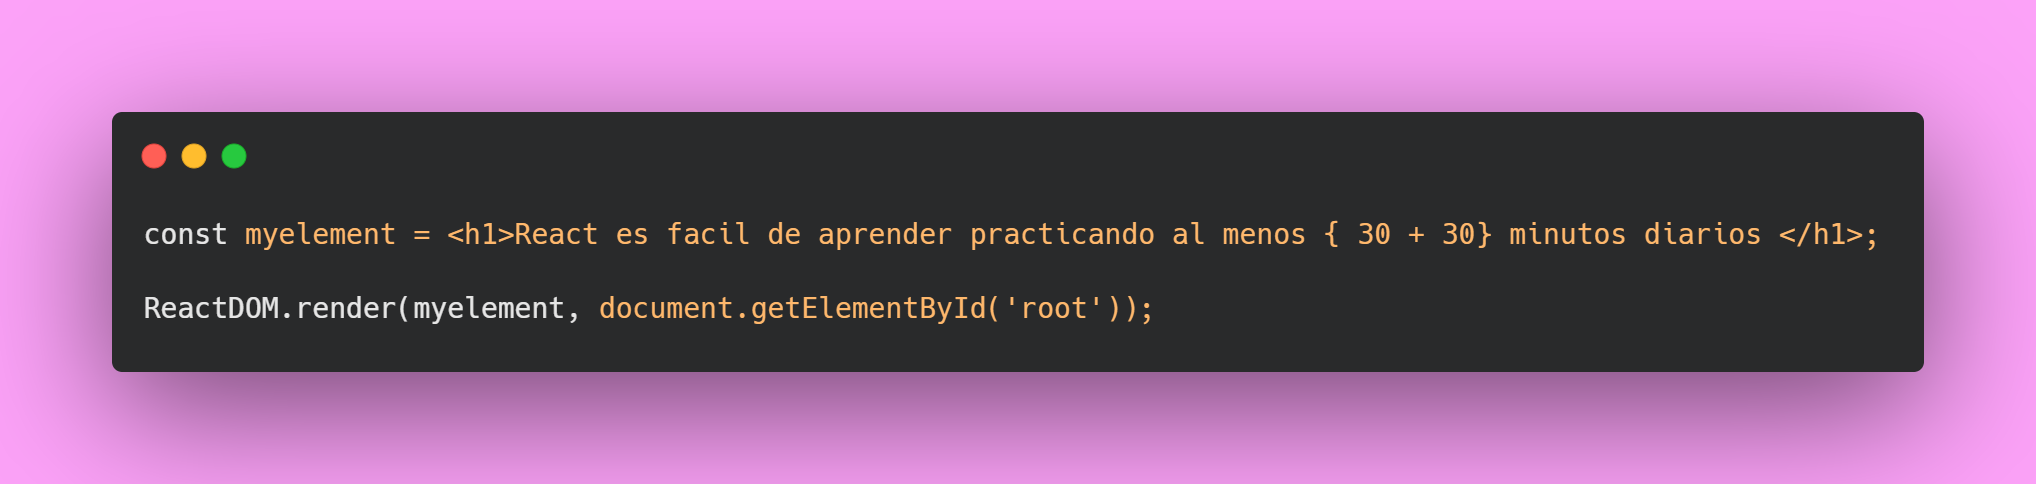 const myelement = <h1>React es facil de aprender practicando al menos { 30 + 30} minutos diarios </h1>;
ReactDOM.render(myelement, document.getElementById('root'));